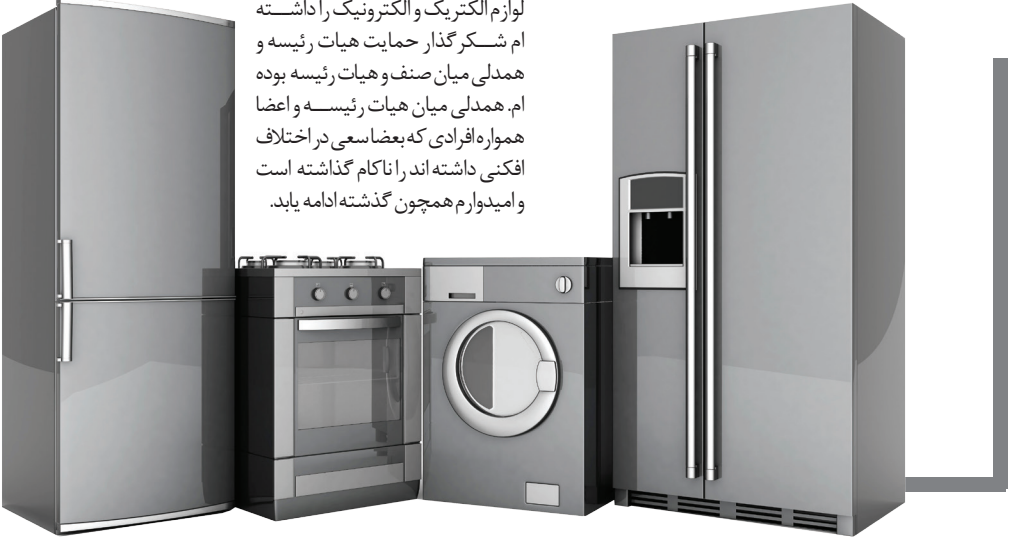 لوازم الکتریک و الکترونیک را داشته
ام شکر گذار حمایت هیات رئیسه و
همدلی میان صنف و هیات رئیسه بوده
ام. همدلی میان هیات رئیسه و اعضا
همواره افرادی که بعضا سعی در اختلاف
افکنی داشته اند را ناکام گذاشته است
و امیدوارم همچون گذشته ادامه یابد.